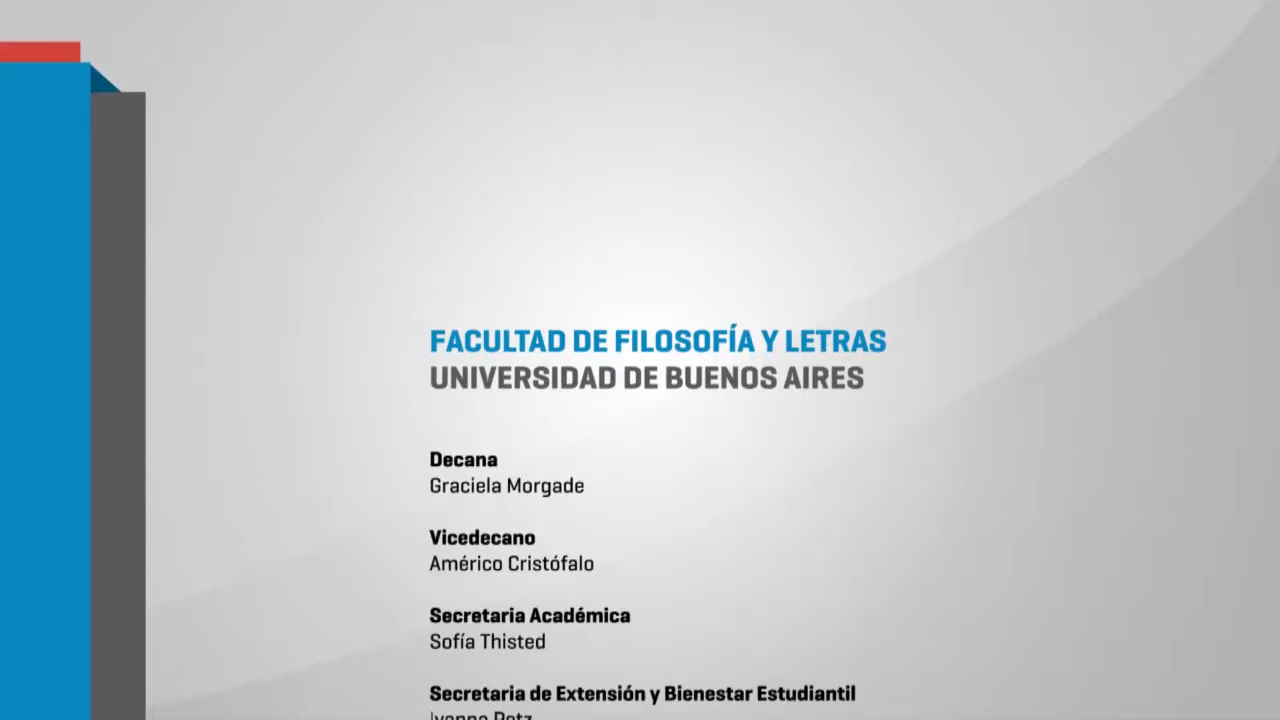 FACULTAD DE FILOSOFÍA Y LETRAS
UNIVERSIDAD DE BUENOS AIRES
Decana
Graciela Morgade
Vicedecano
Américo Cristófalo
Secretaria Académica
Sofía Thisted
Secretaria de Extensión y Bienestar Estudiantil